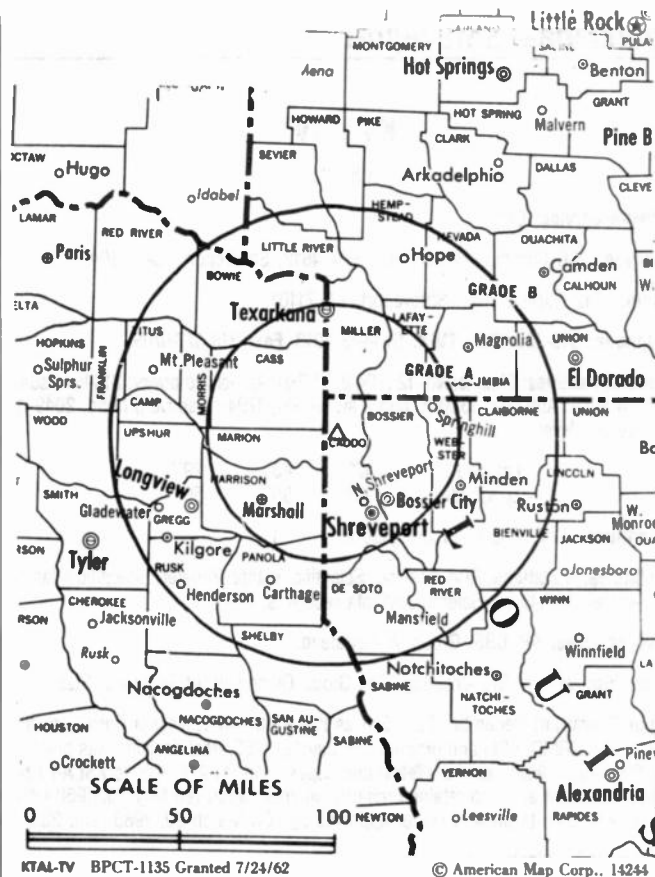 Little Rock
PULAS
MONTGOMERY
Mena
Hot Springs
Benton
GRANT
HOT SPRING
Malvern
HOWARD
PIKE
CLARK
Pine B
SEVIER
DALLAS
OCTAW
Hugo
Arkadelphio
CLEVE
Idabel
HEMP-
STEAD
LAMAR
RED RIVER
NEVADA
OUACHITA
LITTLE RIVER
Paris
Hope
Camden
BOWIE
CALHOUN
GRADE B
Texarkana
LAFAY-
ETTE
MILLER
UNION
HOPKINS
TITUS
Magnolia
FRANKLIN
Mt. Pleasant
CASS
Sulphur
Sprs.
GRADE A
El Dorado
MORRIS
COLUMBIA
CAMP
BOSSIER
CLAIBORNE
UNION
WOOD
Springhill
UPSHUR
MARION
CADDO
WEB-
STER
LINCOLN
Longview
HARRISON
N. Shreveport
Minden
SMITH
Gladewater
GREGG
Marshall
Bossier City
Ruston
W.
Monroe
Shreveport
BIENVILLE
Tyler
Kilgore
PANOLA
JACKSON
RUSK
RED
RIVER
Jonesboro
Henderson
Carthage
DE SOTO
WINN
CHEROKEE
Mansfield
Jacksonville
SHELBY
Winnfield
Rusk
Notchitoches
SABINE
GRANT
Nacogdoches
NATCHI-
TOCHES
NACOGDOCHES
SAN AU-
GUSTINE
HOUSTON
SABINE
ANGELINA
Crockett
VERNON
Pinev
SCALE OF MILES
Alexandria
0 50 100
NEWTON
Leesville
RAPIDES
KTAL-TV BPCT-1135 Granted 7/24/62
© American Map Corp., 14244